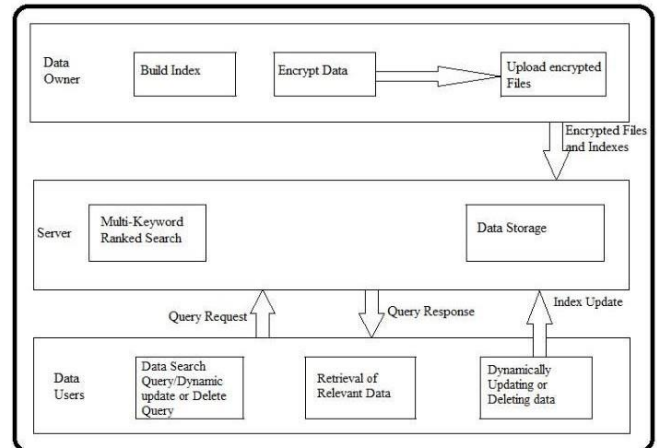 Data
Owner
Build Index
Encrypt Data
Upload encrypted
Files
Encrypted Files
and Indexes
Server
Multi-Keyword
Ranked Search
Data Storage
Query Request
Query Response
Index Update
Data
Users
Data Search
Query/Dynamic
update or Delete
Query
Retrieval of
Relevant Data
Dynamically
Updating or
Deleting data